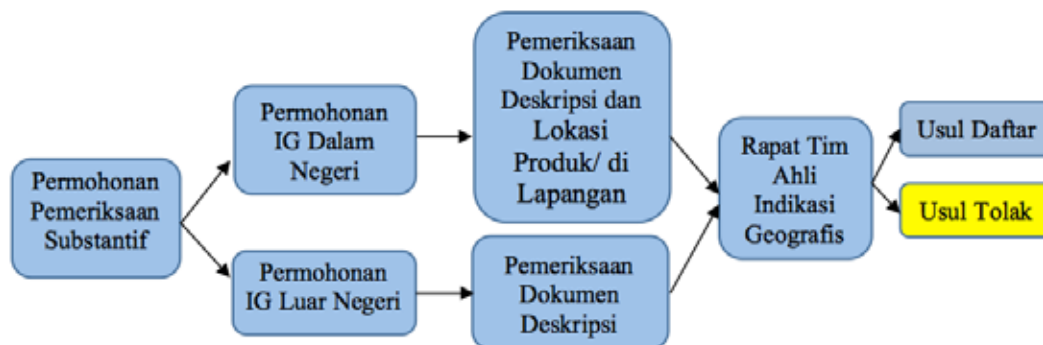 Permohonan
Pemeriksaan
Substantif
Permohonan
IG Dalam
Negeri
Permohonan
IG Luar Negeri
Pemeriksaan
Dokumen
Deskripsi dan
Lokasi
Produk/ di
Lapangan
Pemeriksaan
Dokumen
Deskripsi
Rapat Tim
Ahli
Indikasi
Geografis
Usul Daftar
Usul Tolak